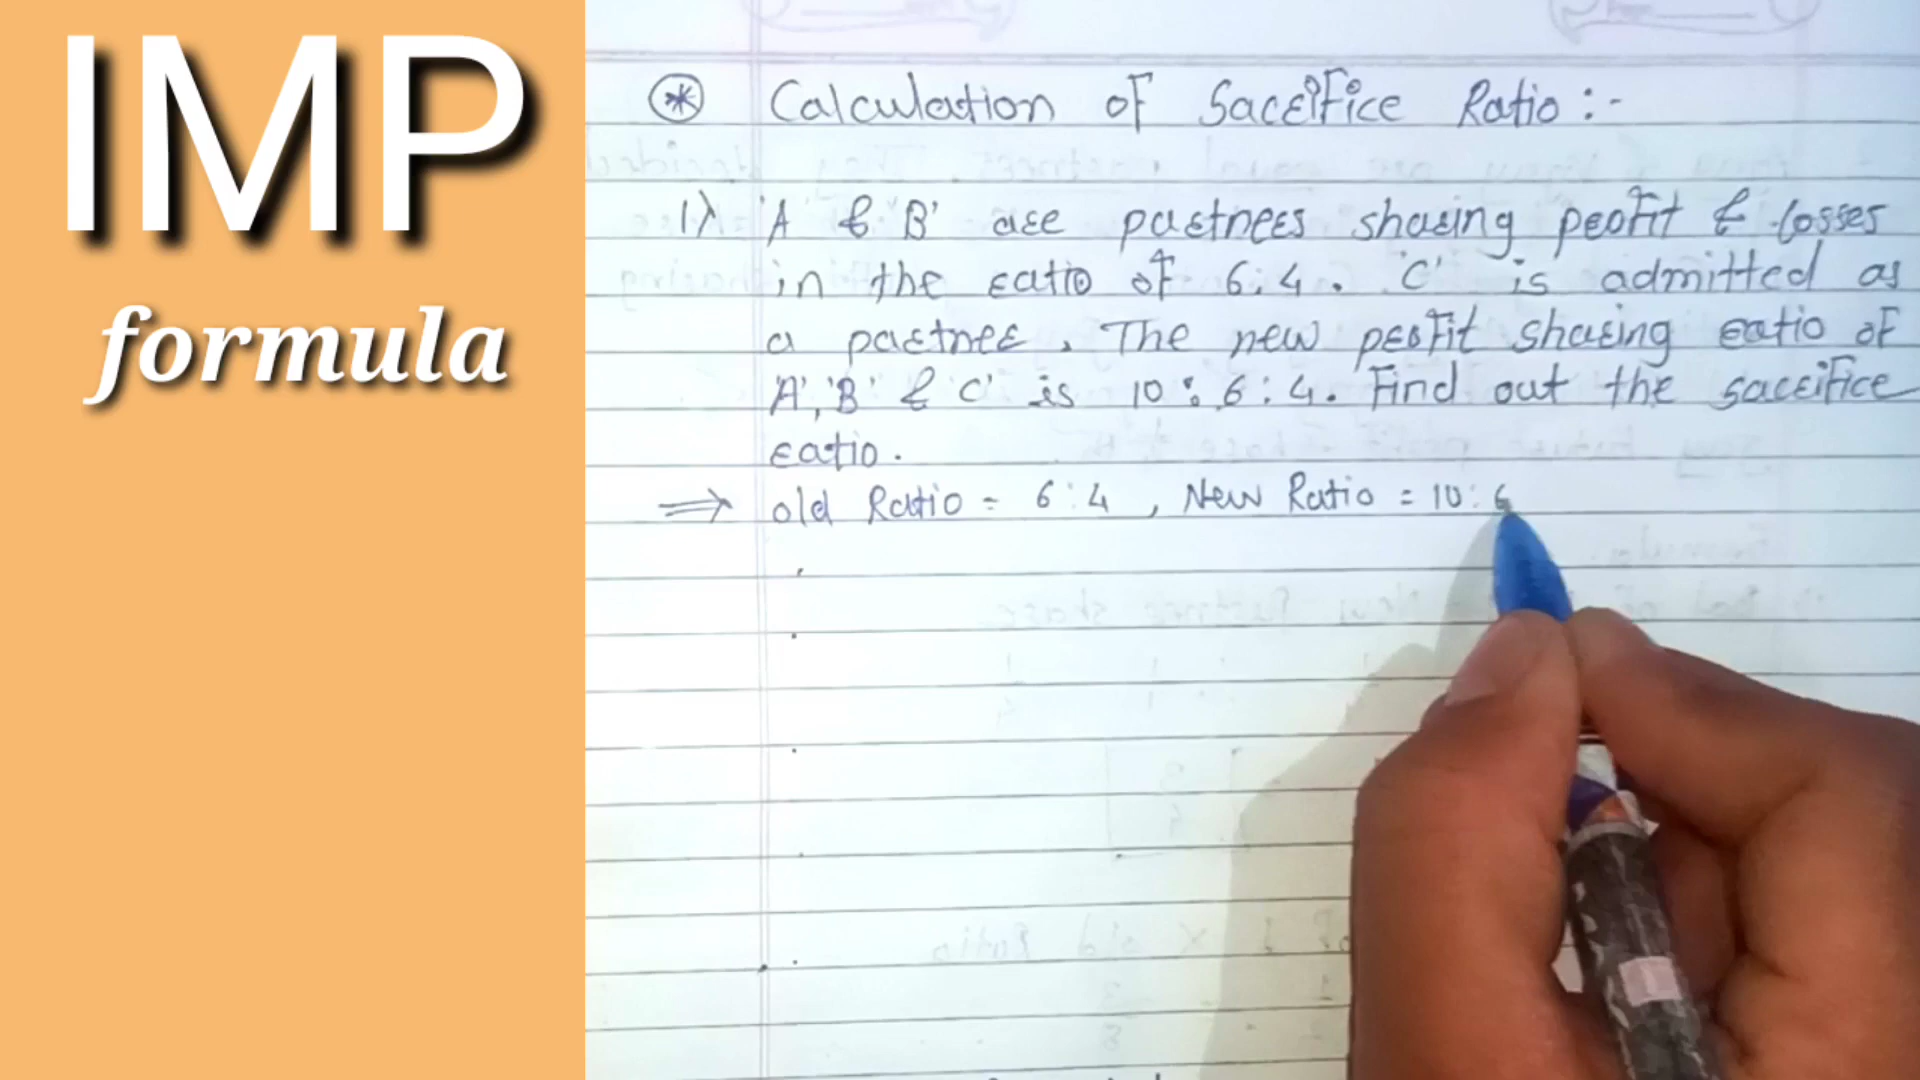 IMP
formula
* Calculation of Sacrifice Ratio :-
1) 'A & B' are partners sharing profit & losses
in the ratio of 6:4. 'C' is admitted as
a partner. The new profit sharing ratio of
'A', 'B' & 'C' is 10:6:4. Find out the sacrifice
ratio.
⇒ old Ratio = 6:4, New Ratio = 10:6